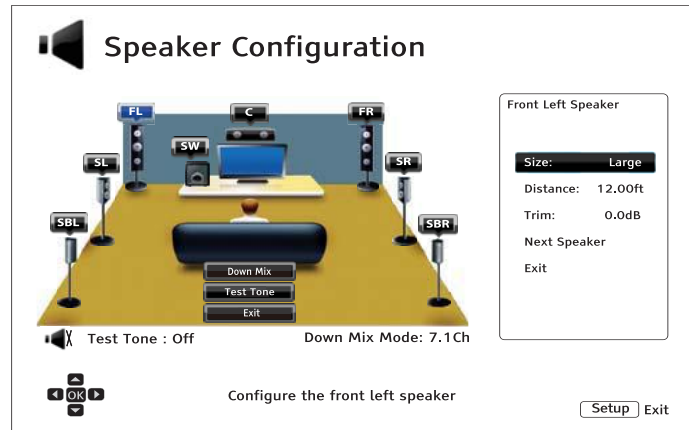 Speaker Configuration
FL
C
FR
SW
SL
SR
SBL
SBR
Down Mix
Test Tone
Exit
Test Tone : Off
Down Mix Mode: 7.1Ch
Front Left Speaker
Size: Large
Distance: 12.00ft
Trim: 0.0dB
Next Speaker
Exit
OK
Configure the front left speaker
Setup Exit